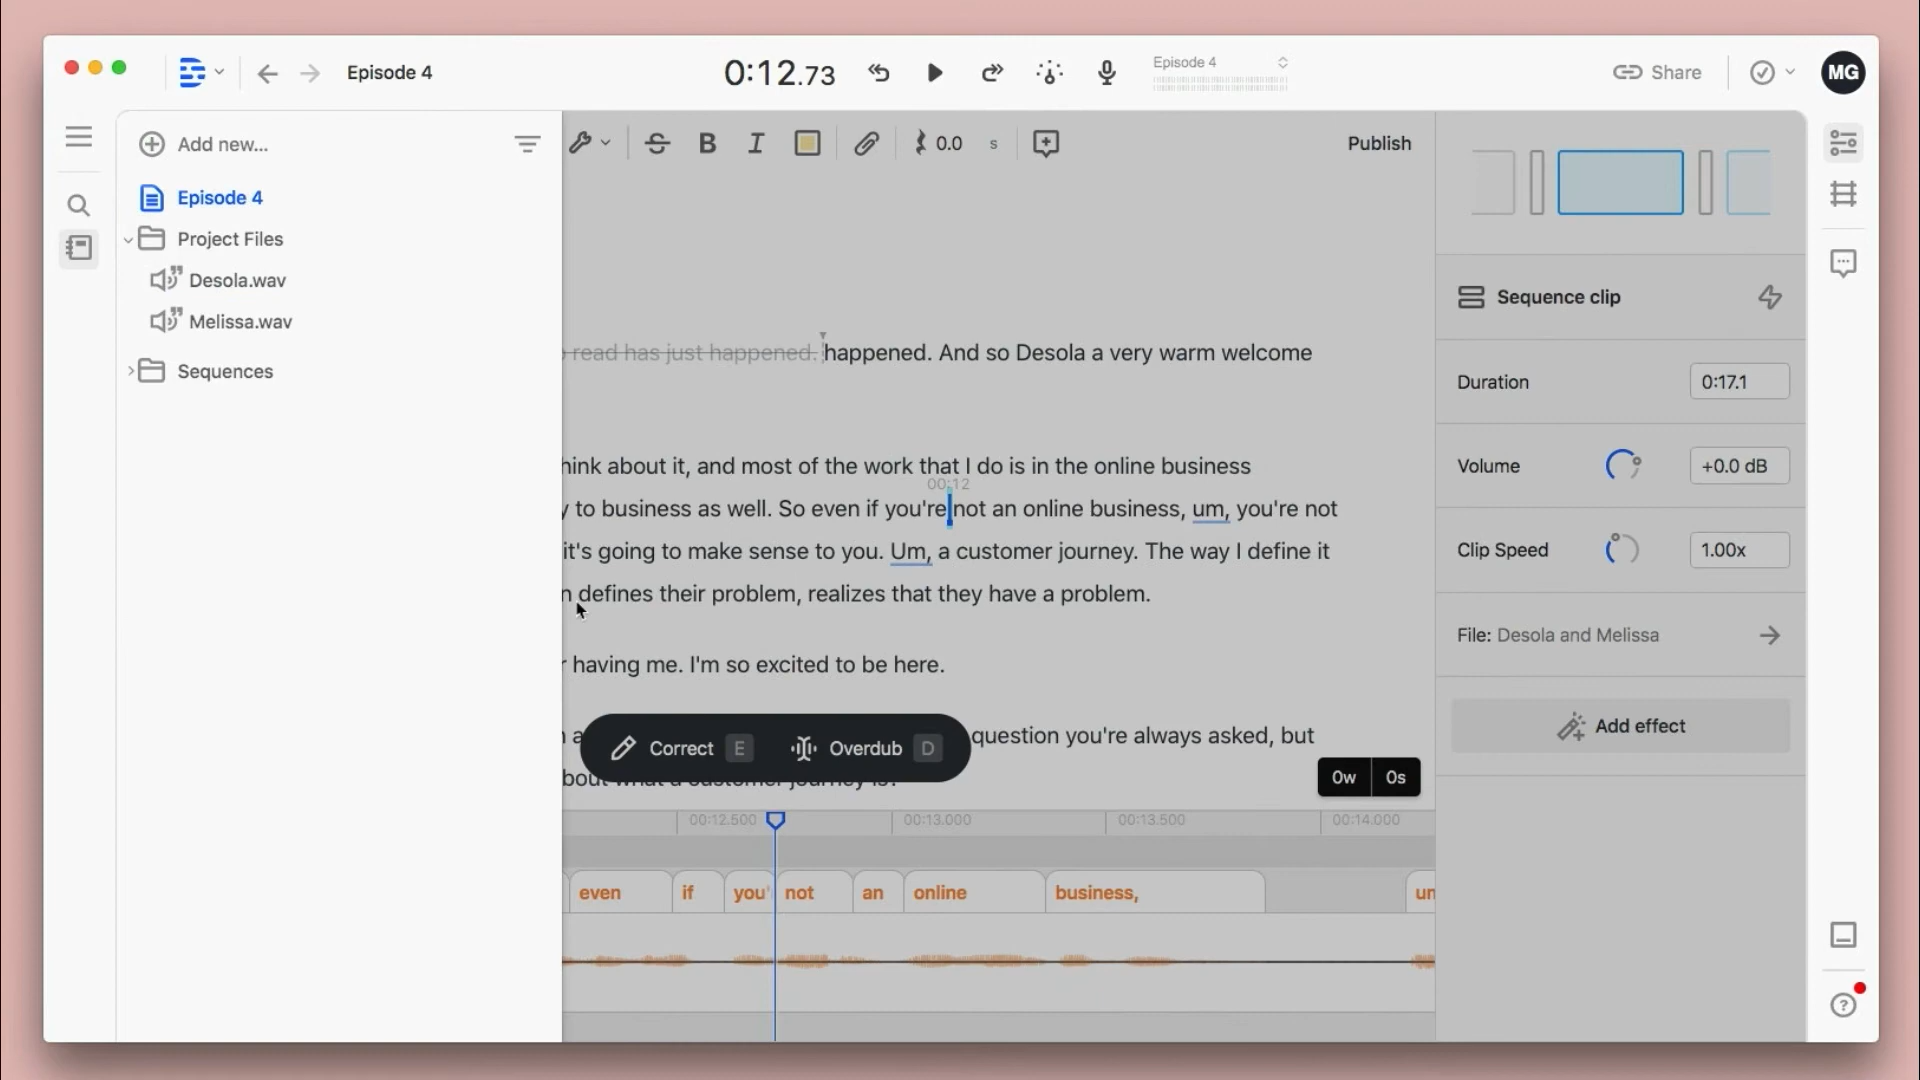 Episode 4
0:12.73
Episode 4
Share
MG
Add new...
Episode 4
Project Files
Desola.wav
Melissa.wav
Sequences
0.0 s
Publish
read has just happened. happened. And so Desola a very warm welcome
hink about it, and most of the work that I do is in the online business
00:12
y to business as well. So even if you're not an online business, um, you're not
it's going to make sense to you. Um, a customer journey. The way I define it
n defines their problem, realizes that they have a problem.
r having me. I'm so excited to be here.
question you're always asked, but
bout what a customer journey is?
Correct E Overdub D
0w 0s
00:12.500 00:13.000 00:13.500 00:14.000
even if you' not an online business, un
Sequence clip
Duration 0:17.1
Volume +0.0 dB
Clip Speed 1.00x
File: Desola and Melissa
Add effect